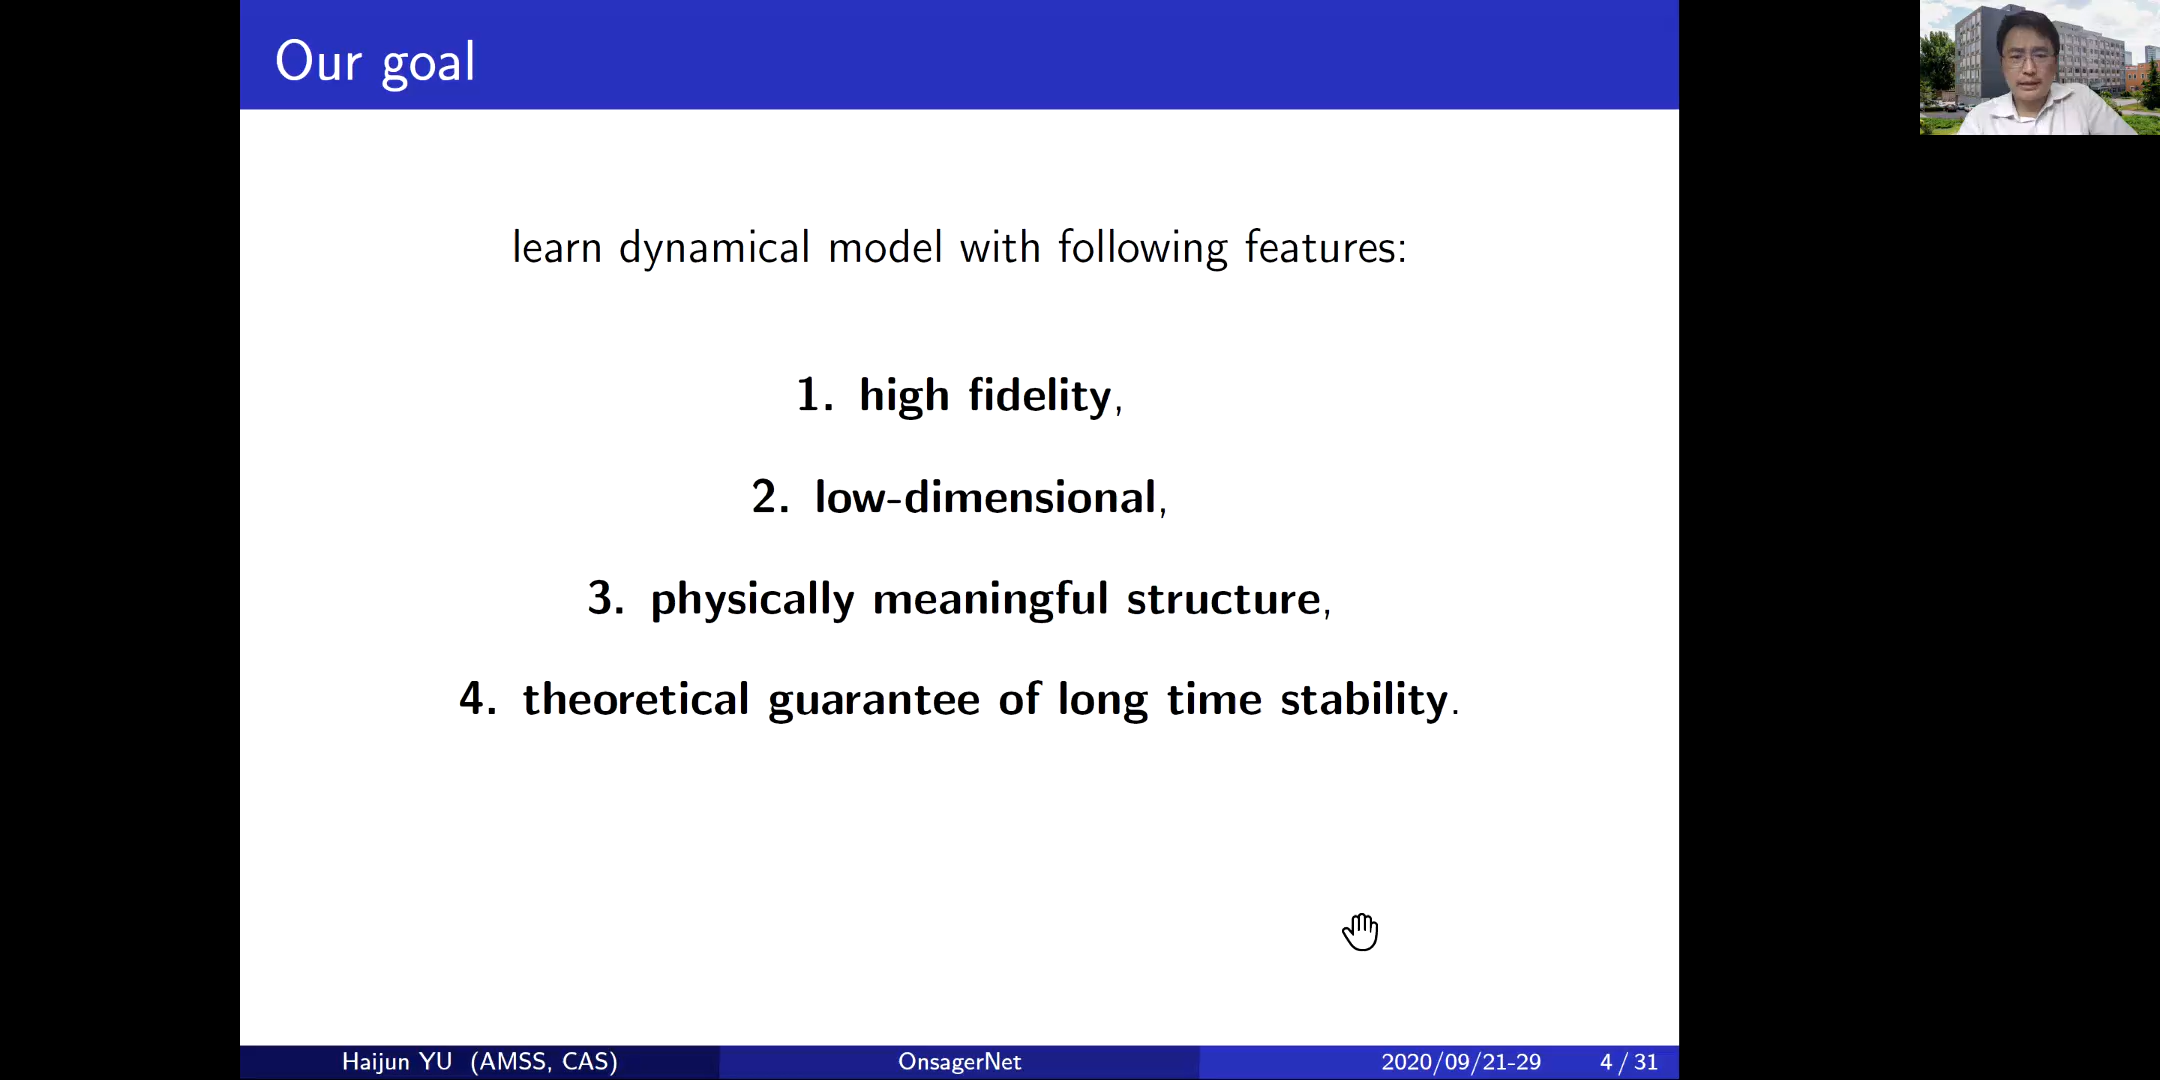 Our goal
learn dynamical model with following features:
1. high fidelity,
2. low-dimensional,
3. physically meaningful structure,
4. theoretical guarantee of long time stability.
Haijun YU (AMSS, CAS) OnsagerNet 2020/09/21-29 4 / 31